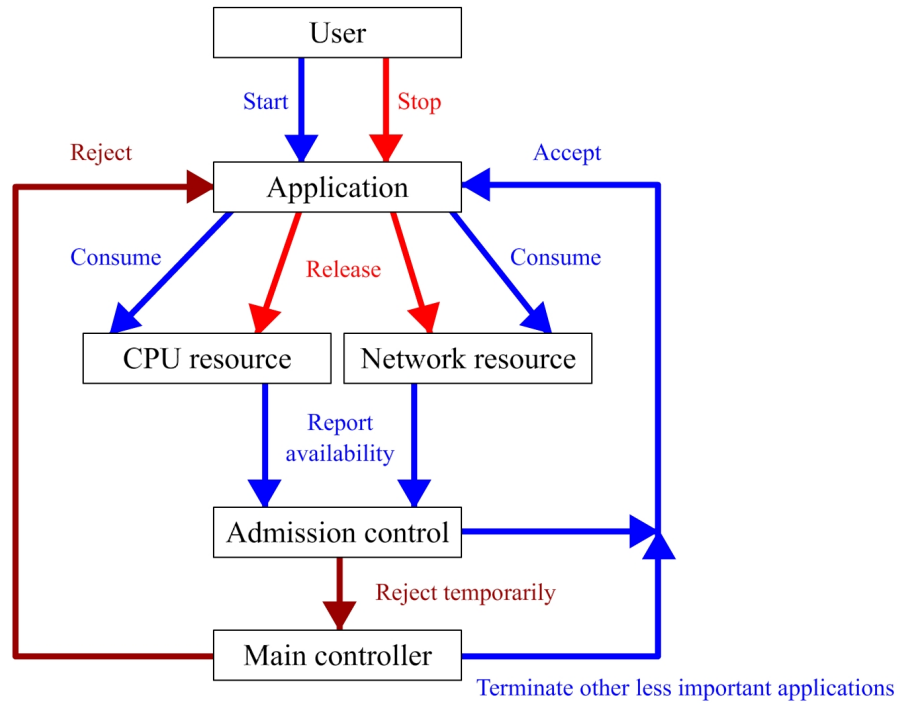 User
Start
Stop
Reject
Accept
Application
Consume
Release
Consume
CPU resource
Network resource
Report
availability
Admission control
Reject temporarily
Main controller
Terminate other less important applications